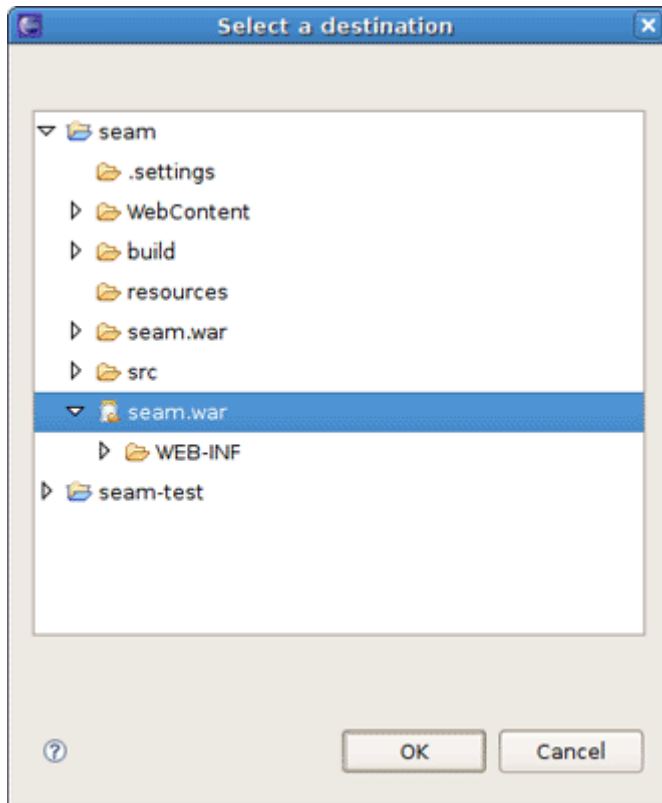 Select a destination
seam
.settings
WebContent
build
resources
seam.war
src
seam.war
WEB-INF
seam-test
?
OK
Cancel